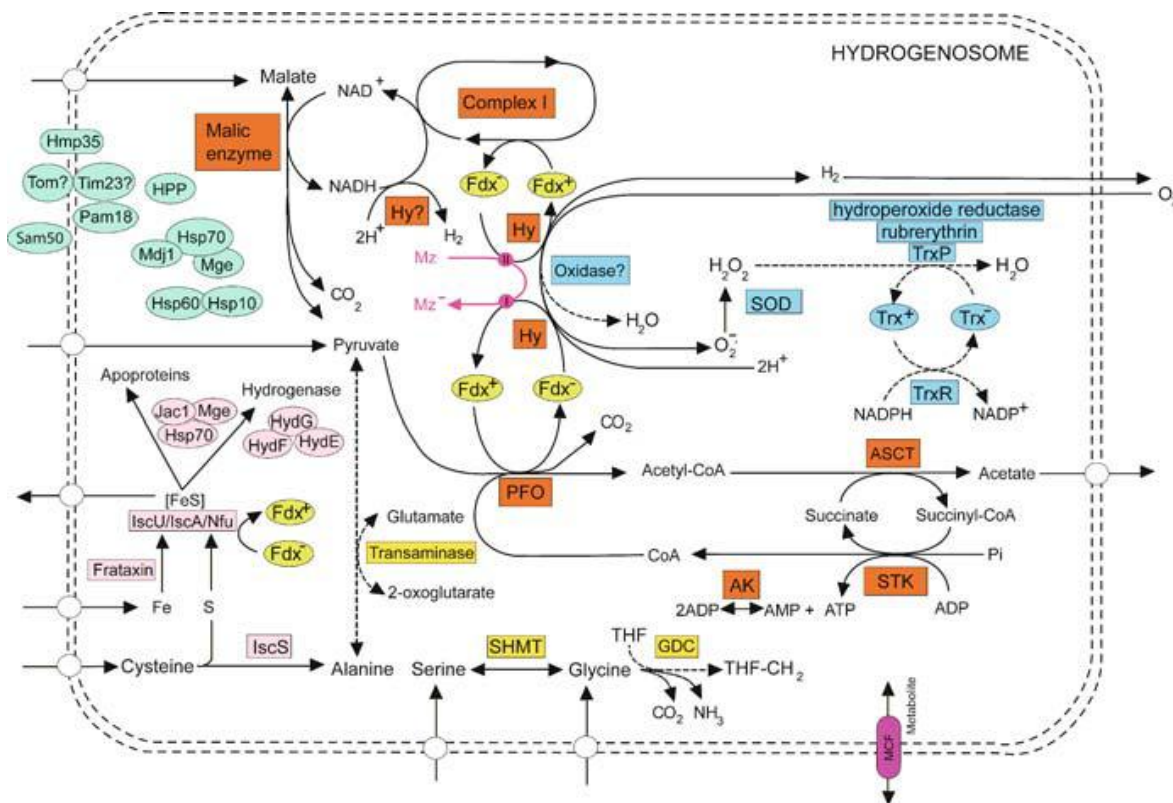 HYDROGENOSOME
Malate
NAD+
Complex I
Hmp35
Malic
enzyme
Tom?
Tim23?
HPP
NADH
Fdx-
Fdx+
H2
O
Pam18
Hy?
Hy
hydroperoxide reductase
rubrerythrin
TrxP
Sam50
Hsp70
Mdj1
Mge
2H+
H2
Mz
II
Oxidase?
H2O2
H2O
Hsp60
Hsp10
CO2
Mz-
I
SOD
Trx+
Trx-
H2O
Hy
O2-
Pyruvate
2H+
Apoproteins
Hydrogenase
Fdx+
Fdx-
TrxR
NADPH
NADP+
Jac1
Mge
Hsp70
HydG
HydF
HydE
CO2
ASCT
Acetyl-CoA
Acetate
PFO
[FeS]
IscU/IscA/Nfu
Fdx+
Fdx-
Glutamate
Succinate
Succinyl-CoA
Transaminase
CoA
Pi
Frataxin
2-oxoglutarate
AK
STK
Fe
S
2ADP
AMP +
ATP
ADP
IscS
SHMT
THF
GDC
Cysteine
Alanine
Serine
Glycine
THF-CH2
CO2
NH3
MCF
Metabolite